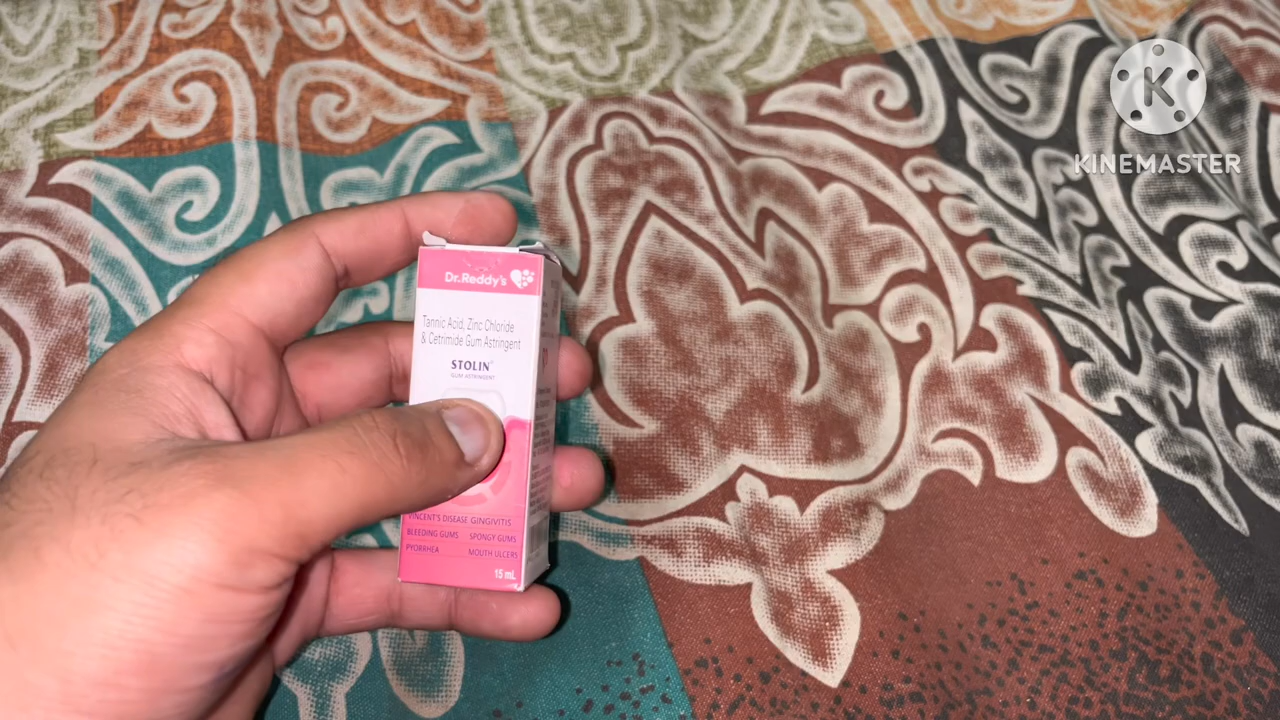 K
KINEMASTER
Dr.Reddy's
Tannic Acid, Zinc Chloride
& Cetrimide Gum Astringent
STOLIN®
GUM ASTRINGENT
VINCENT'S DISEASE GINGIVITIS
BLEEDING GUMS SPONGY GUMS
PYORRHEA MOUTH ULCERS
15 mL